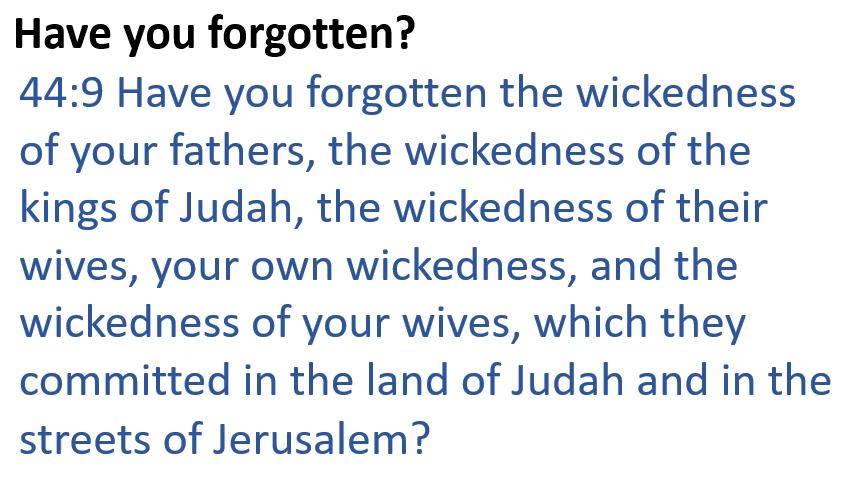 Have you forgotten?
44:9 Have you forgotten the wickedness
of your fathers, the wickedness of the
kings of Judah, the wickedness of their
wives, your own wickedness, and the
wickedness of your wives, which they
committed in the land of Judah and in the
streets of Jerusalem?